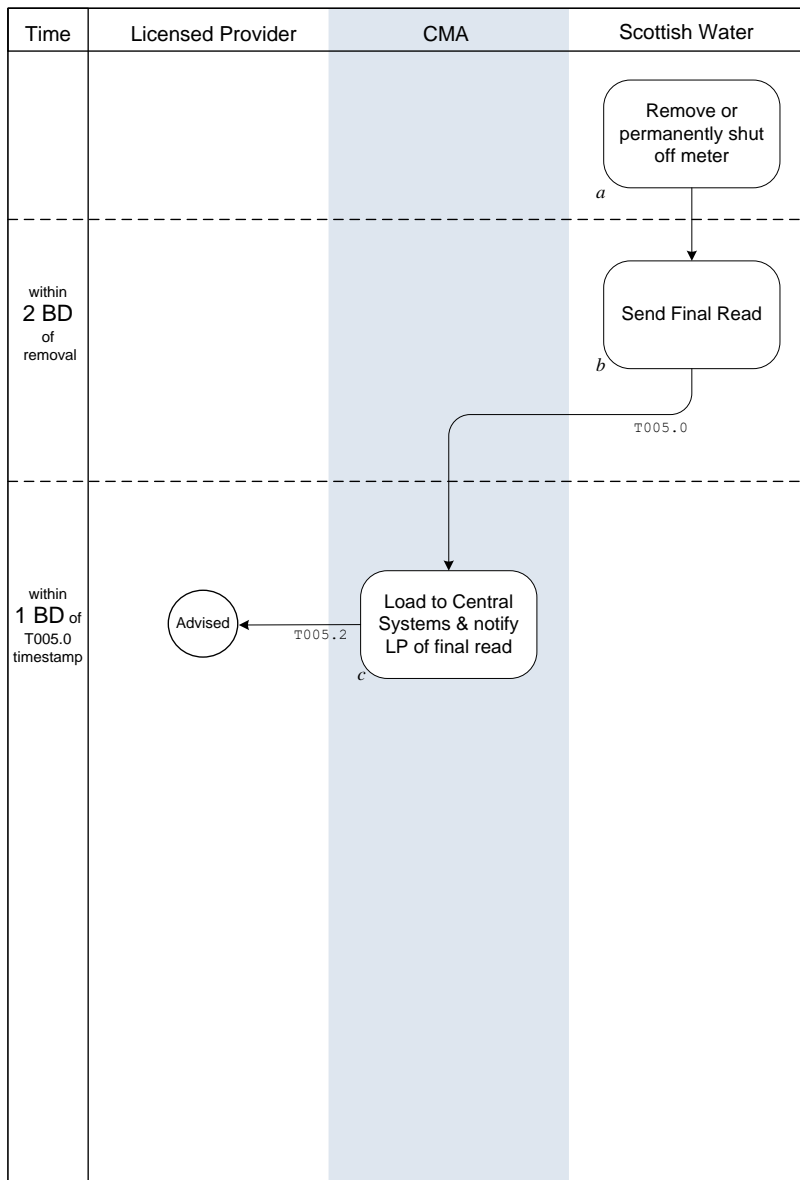 Time
Licensed Provider
CMA
Scottish Water
Remove or
permanently shut
off meter
a
within
2 BD
of
removal
Send Final Read
b
T005.0
within
1 BD of
T005.0
timestamp
Advised
T005.2
Load to Central
Systems & notify
LP of final read
c